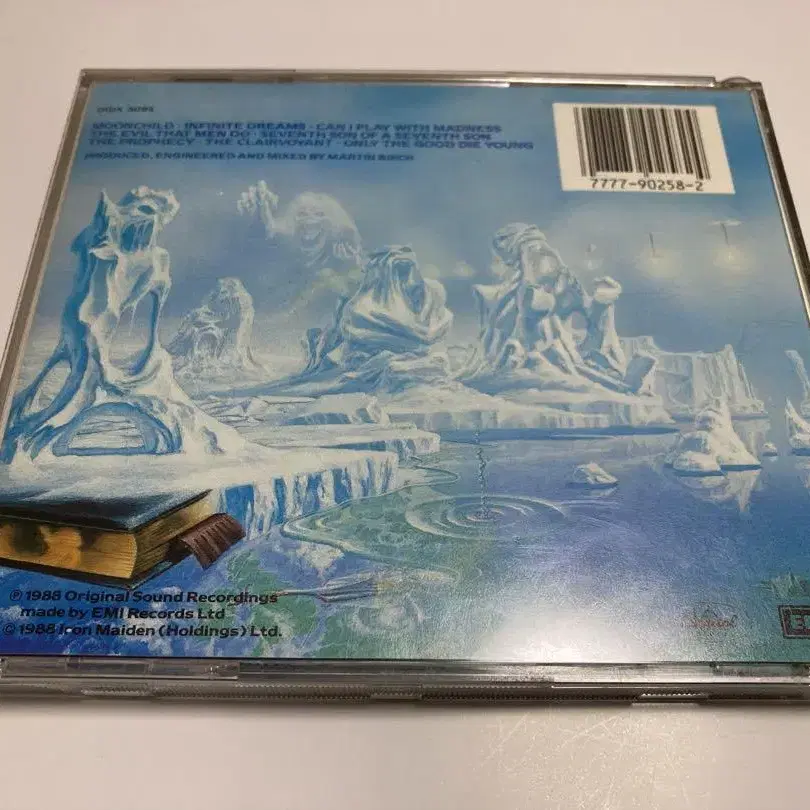 MOONCHILD · INFINITE DREAMS · CAN I PLAY WITH MADNESS
THE EVIL THAT MEN DO · SEVENTH SON OF A SEVENTH SON
THE PROPHECY · THE CLAIRVOYANT · ONLY THE GOOD DIE YOUNG
PRODUCED, ENGINEERED AND MIXED BY MARTIN BIRCH
7777-90258-2
℗ 1988 Original Sound Recordings
made by EMI Records Ltd
© 1988 Iron Maiden (Holdings) Ltd.